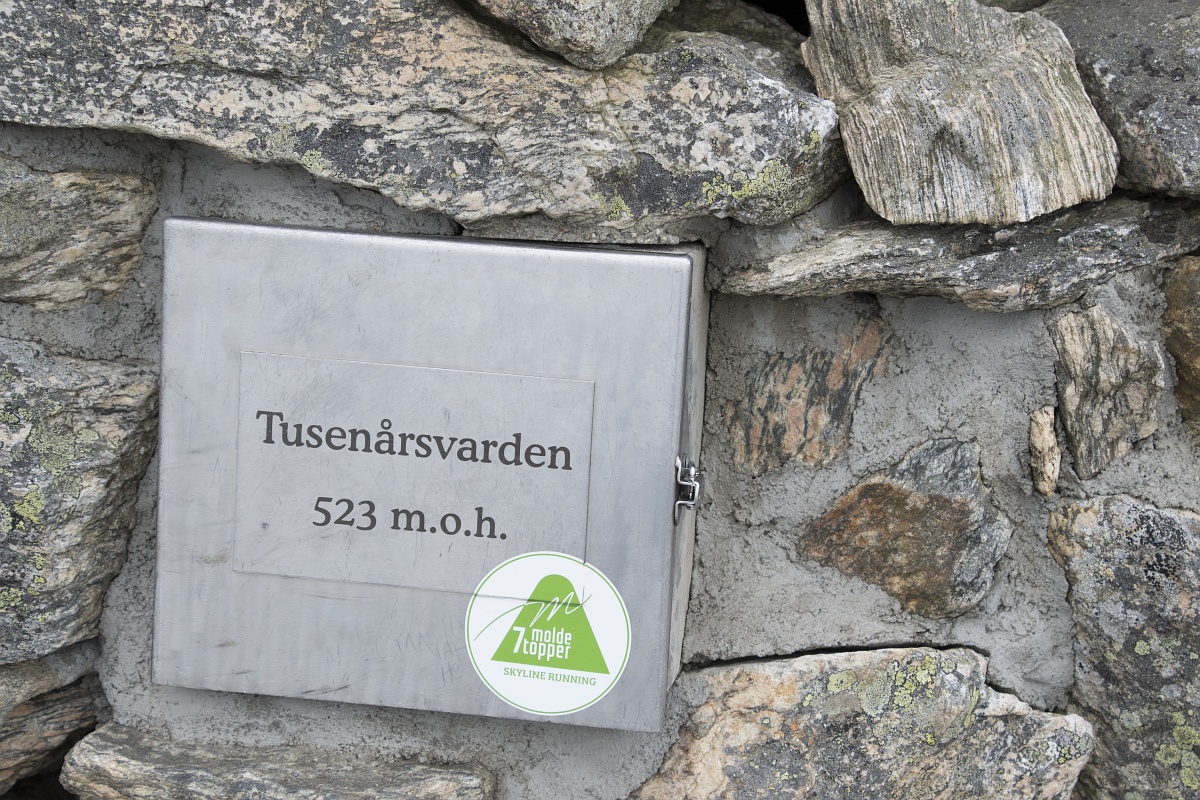 Tusenårsvarden
523 m.o.h.
7 molde
topper
SKYLINE RUNNING